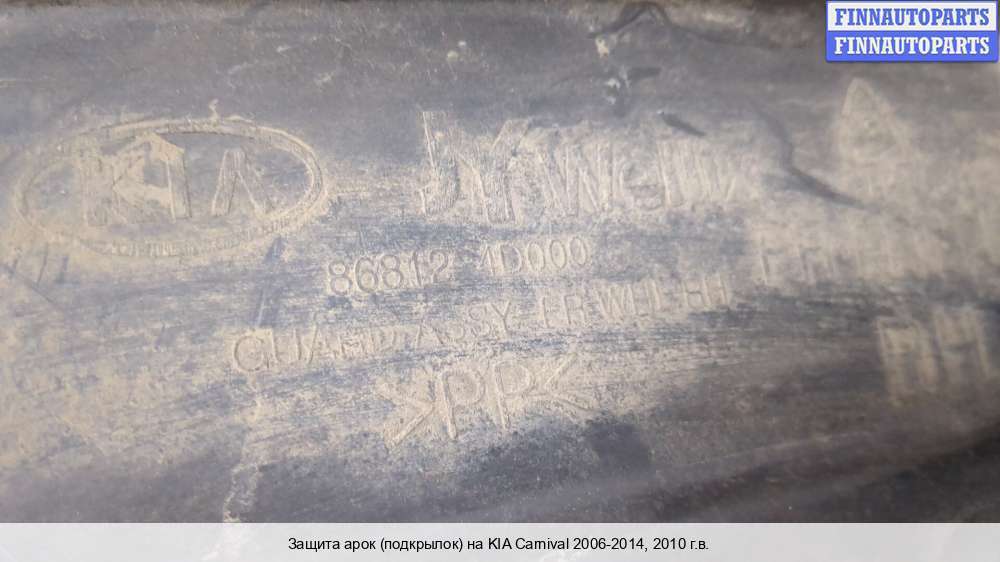 FINNAUTOPARTS
FINNAUTOPARTS
KIA
86812 4D000
GUARD ASSY FR WH RH
>PP<
RH
Защита арок (подкрылок) на KIA Carnival 2006-2014, 2010 г.в.